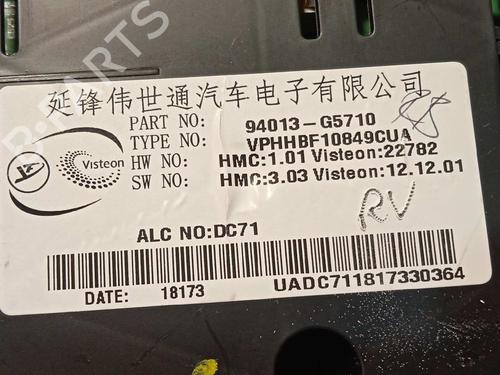 B-PARTS
延锋伟世通汽车电子有限公司
PART NO: 94013-G5710
TYPE NO: VPHHBF10849CUA
HW NO: HMC:1.01 Visteon:22782
SW NO: HMC:3.03 Visteon:12.12.01
Visteon
RV
ALC NO:DC71
DATE: 18173
UADC711817330364